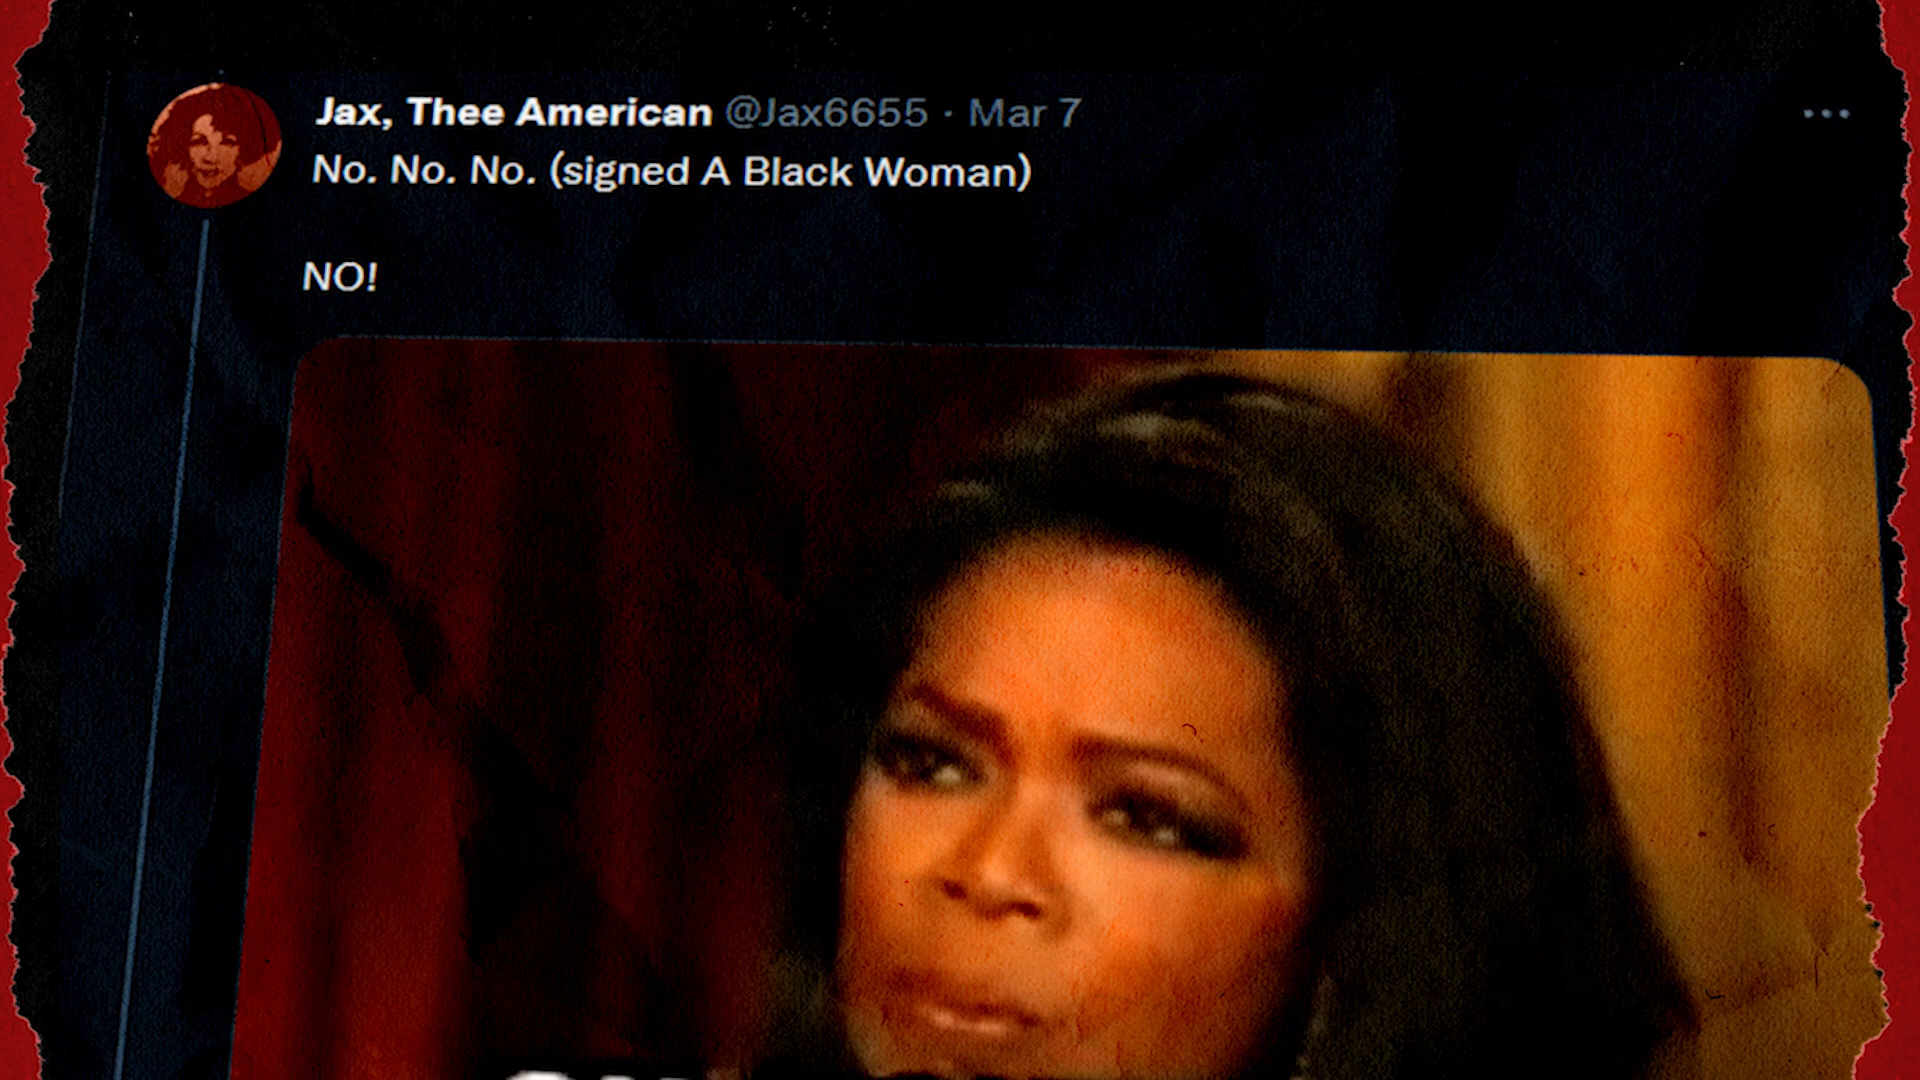 Jax, Thee American @Jax6655 · Mar 7
No. No. No. (signed A Black Woman)
NO!